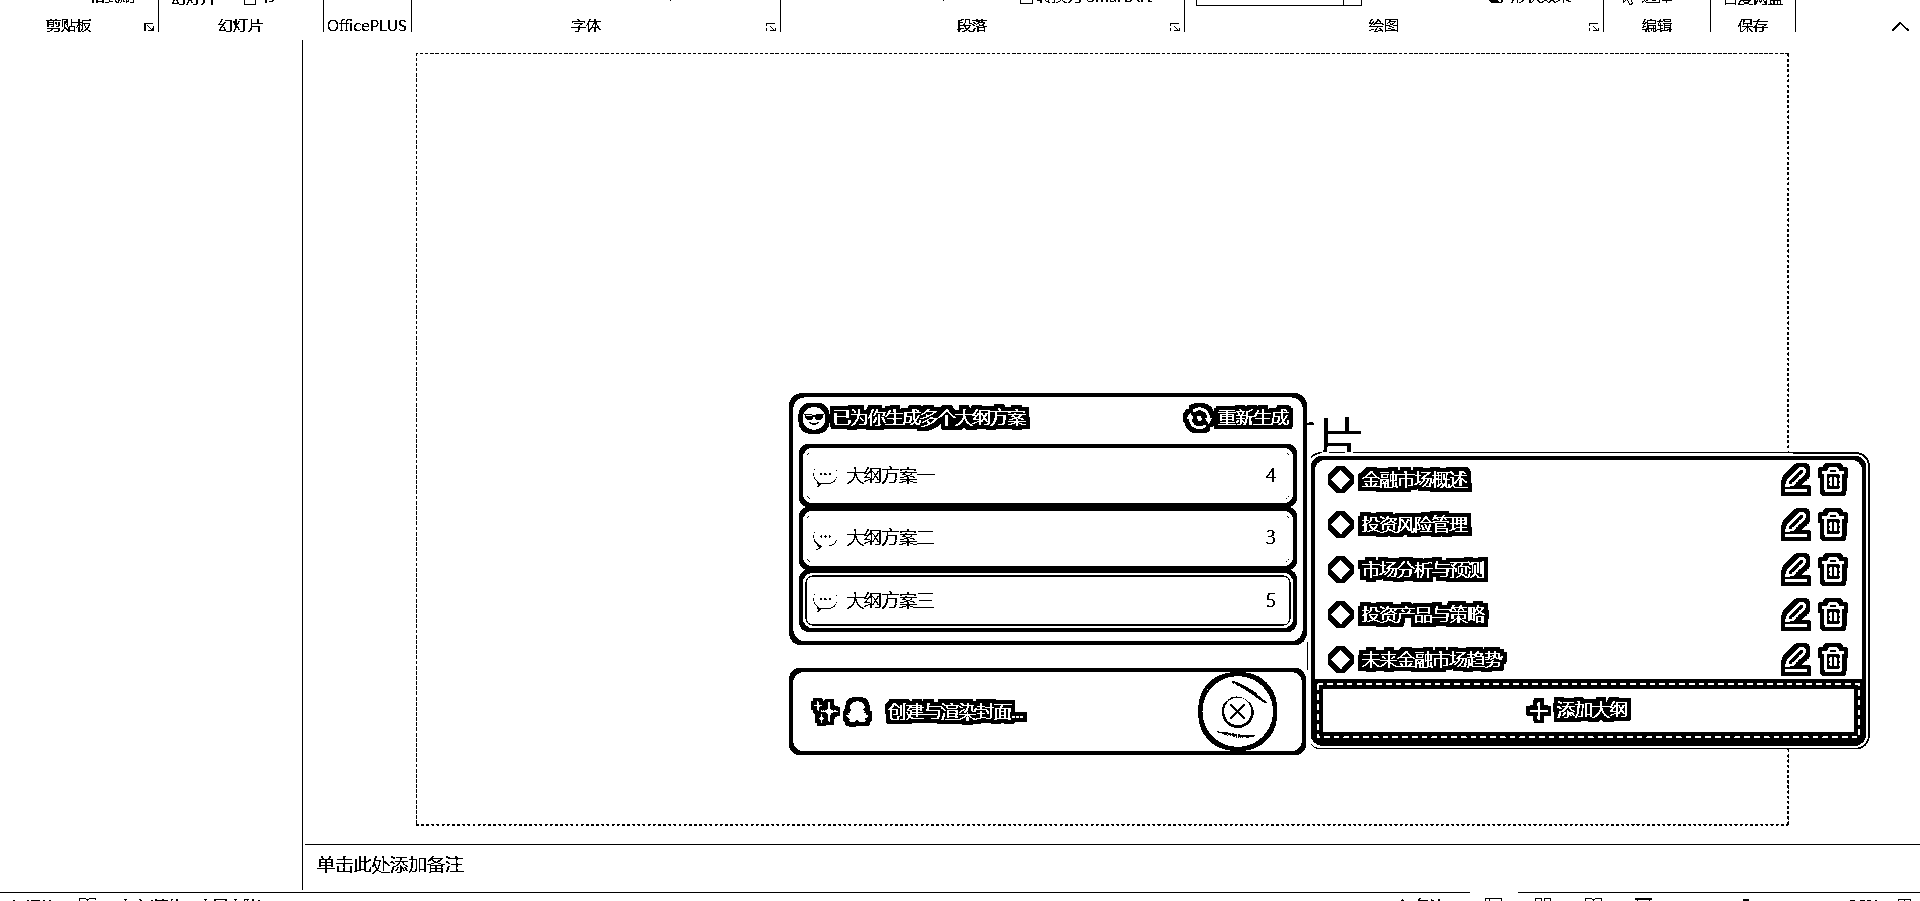 剪贴板
幻灯片
OfficePLUS
字体
段落
绘图
编辑
保存
已为你生成多个大纲方案
重新生成
片
大纲方案一
4
大纲方案二
3
大纲方案三
5
金融市场概述
投资风险管理
市场分析与预测
投资产品与策略
未来金融市场趋势
添加大纲
创建与渲染封面...
单击此处添加备注